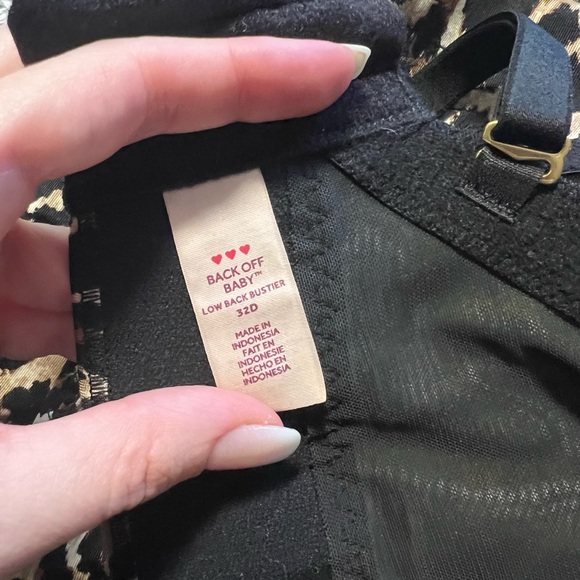 BACK OFF
BABY™
LOW BACK BUSTIER
32D
MADE IN
INDONESIA
FAIT EN
INDONESIE
HECHO EN
INDONESIA